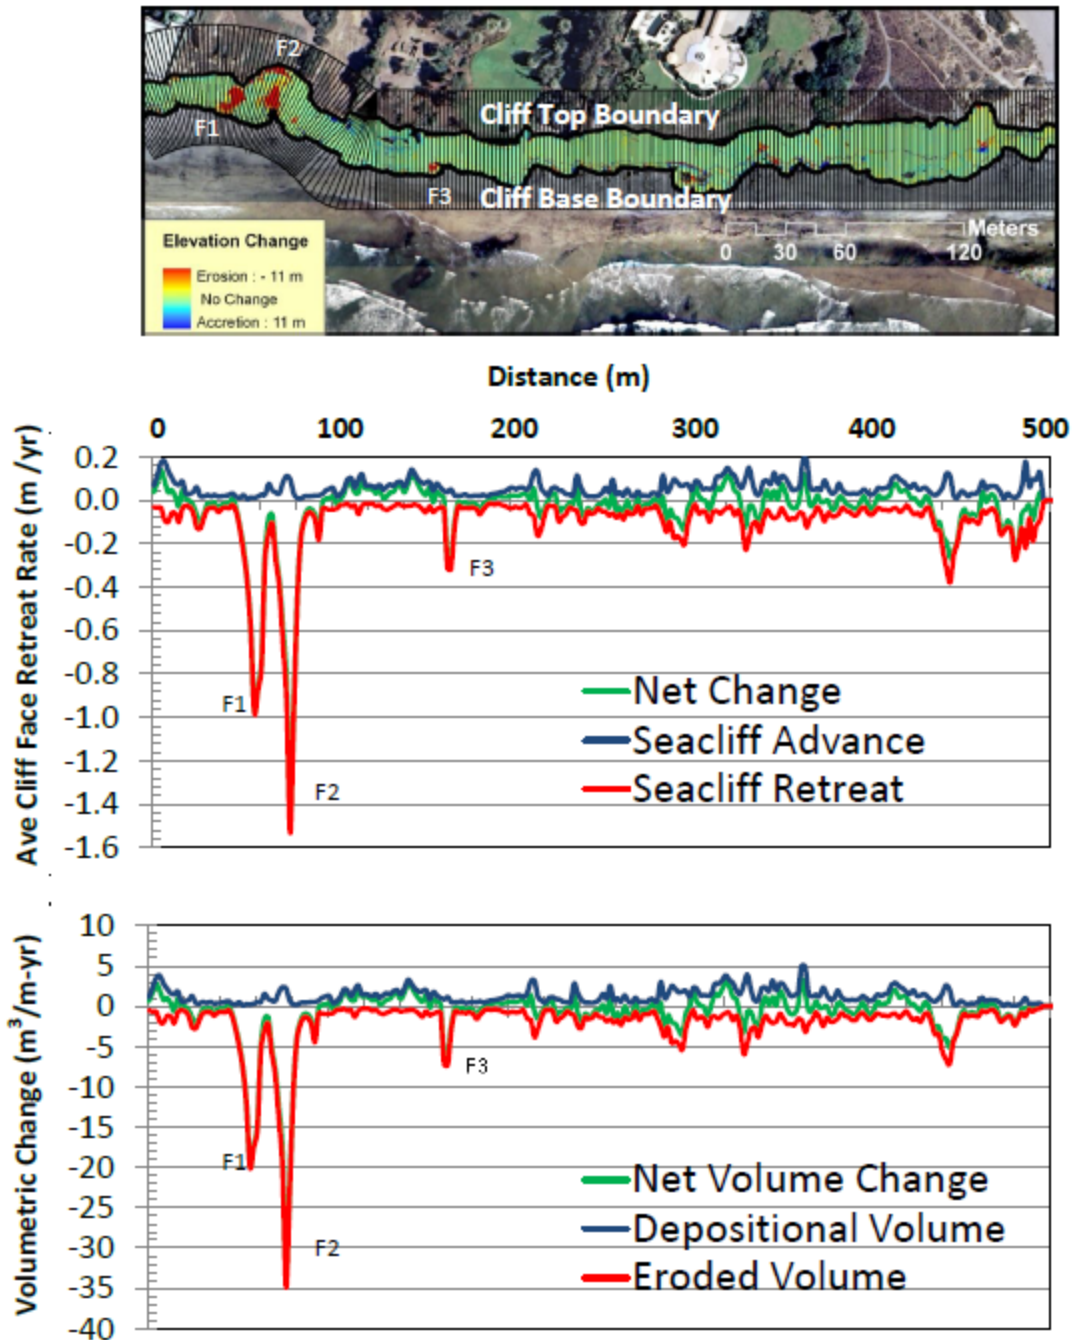 F2
F1
Cliff Top Boundary
F3
Cliff Base Boundary
Meters
0 30 60 120
Elevation Change
Erosion : - 11 m
No Change
Accretion : 11 m
Distance (m)
0 100 200 300 400 500
Ave Cliff Face Retreat Rate (m /yr)
0.2
0.0
-0.2
-0.4
-0.6
-0.8
-1.0
-1.2
-1.4
-1.6
F3
F1
F2
Net Change
Seacliff Advance
Seacliff Retreat
Volumetric Change (m³/m-yr)
10
5
0
-5
-10
-15
-20
-25
-30
-35
-40
F3
F1
F2
Net Volume Change
Depositional Volume
Eroded Volume